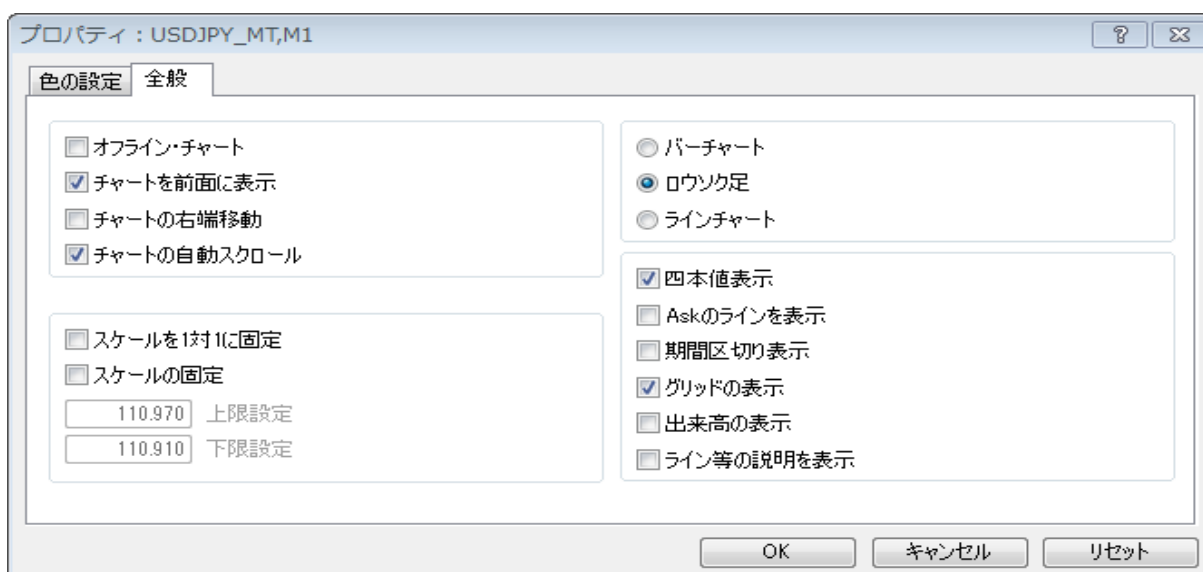 プロパティ：USDJPY_MT,M1
色の設定 全般
オフライン・チャート
チャートを前面に表示
チャートの右端移動
チャートの自動スクロール
スケールを1対1に固定
スケールの固定
110.970 上限設定
110.910 下限設定
バーチャート
ロウソク足
ラインチャート
四本値表示
Askのラインを表示
期間区切り表示
グリッドの表示
出来高の表示
ライン等の説明を表示
OK キャンセル リセット